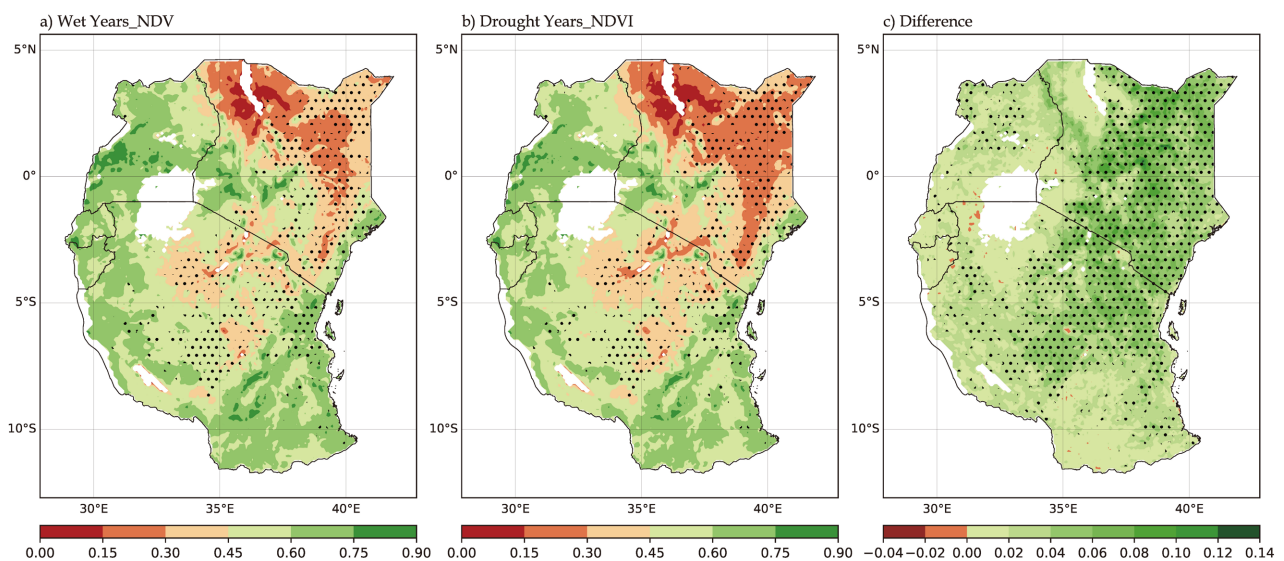 a) Wet Years_NDV
b) Drought Years_NDVI
c) Difference
5°N
0°
5°S
10°S
30°E 35°E 40°E
0.00 0.15 0.30 0.45 0.60 0.75 0.90
5°N
0°
5°S
10°S
30°E 35°E 40°E
0.00 0.15 0.30 0.45 0.60 0.75 0.90
5°N
0°
5°S
10°S
30°E 35°E 40°E
−0.04 −0.02 0.00 0.02 0.04 0.06 0.08 0.10 0.12 0.14